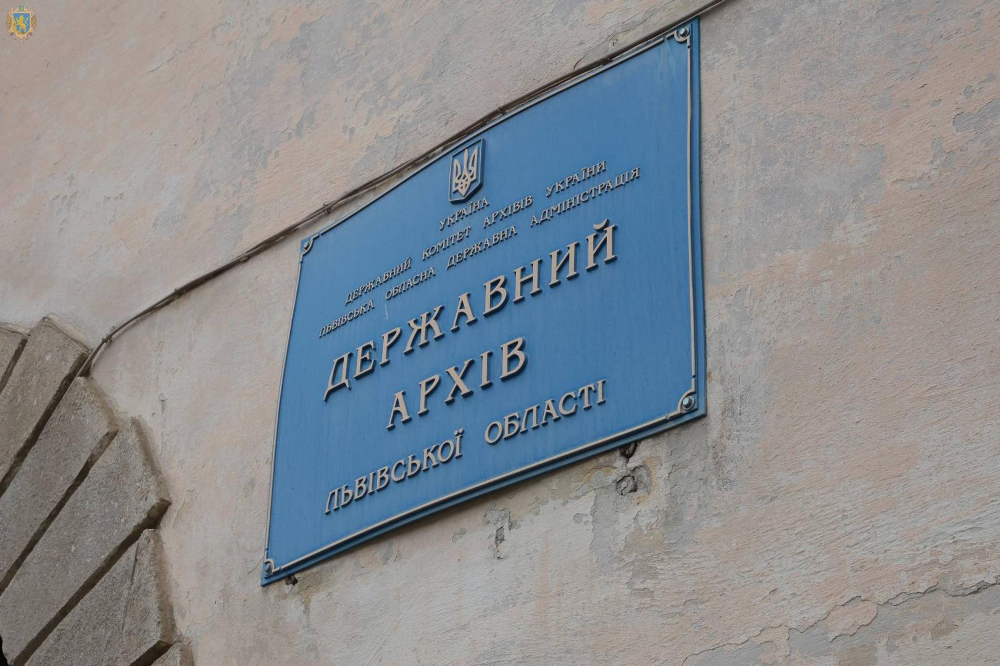 УКРАЇНА
ДЕРЖАВНИЙ КОМІТЕТ АРХІВІВ УКРАЇНИ
ЛЬВІВСЬКА ОБЛАСНА ДЕРЖАВНА АДМІНІСТРАЦІЯ
ДЕРЖАВНИЙ
АРХІВ
ЛЬВІВСЬКОЇ ОБЛАСТІ